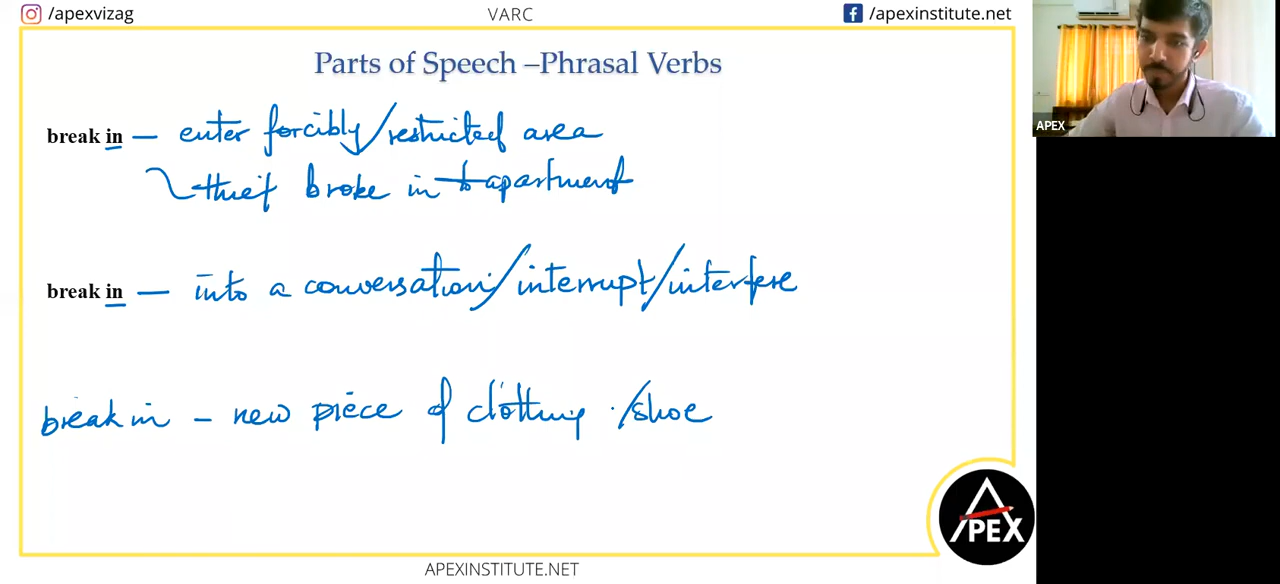 /apexvizag
VARC
/apexinstitute.net
Parts of Speech –Phrasal Verbs
break in — enter forcibly/restricted area
thief broke in to apartment
break in — into a conversation/interrupt/interfere
break in - new piece of clothing /shoe
APEX
APEX
APEXINSTITUTE.NET